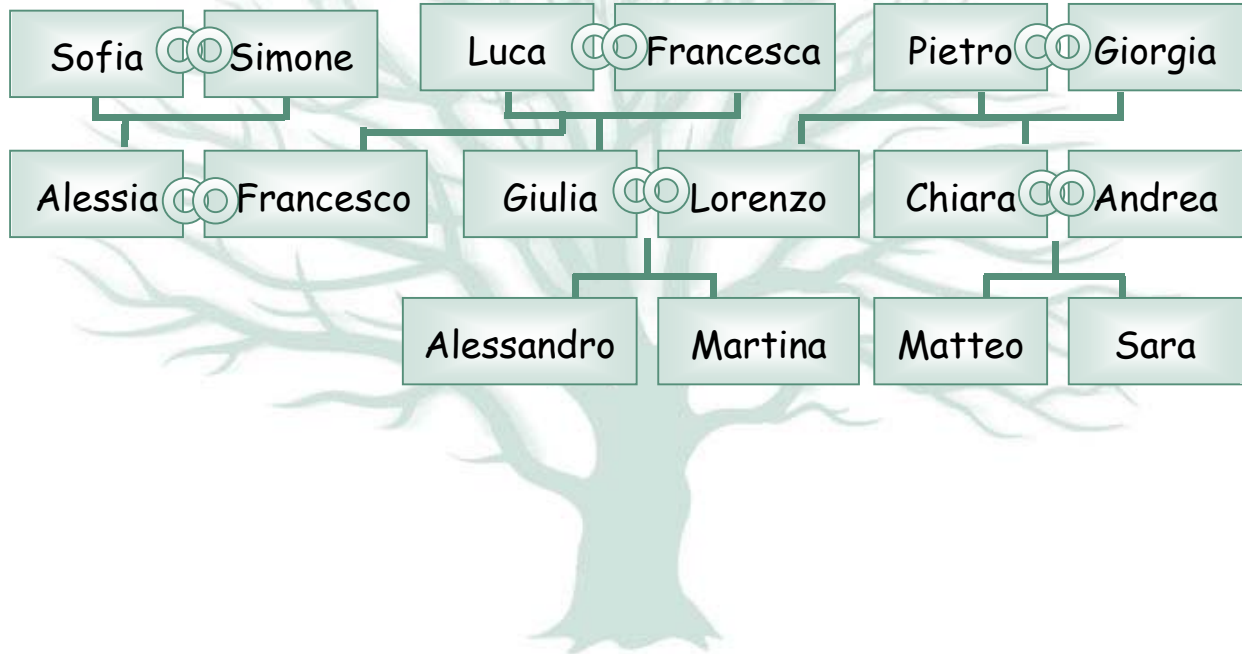 Sofia Simone Luca Francesca Pietro Giorgia
Alessia Francesco Giulia Lorenzo Chiara Andrea
Alessandro Martina Matteo Sara